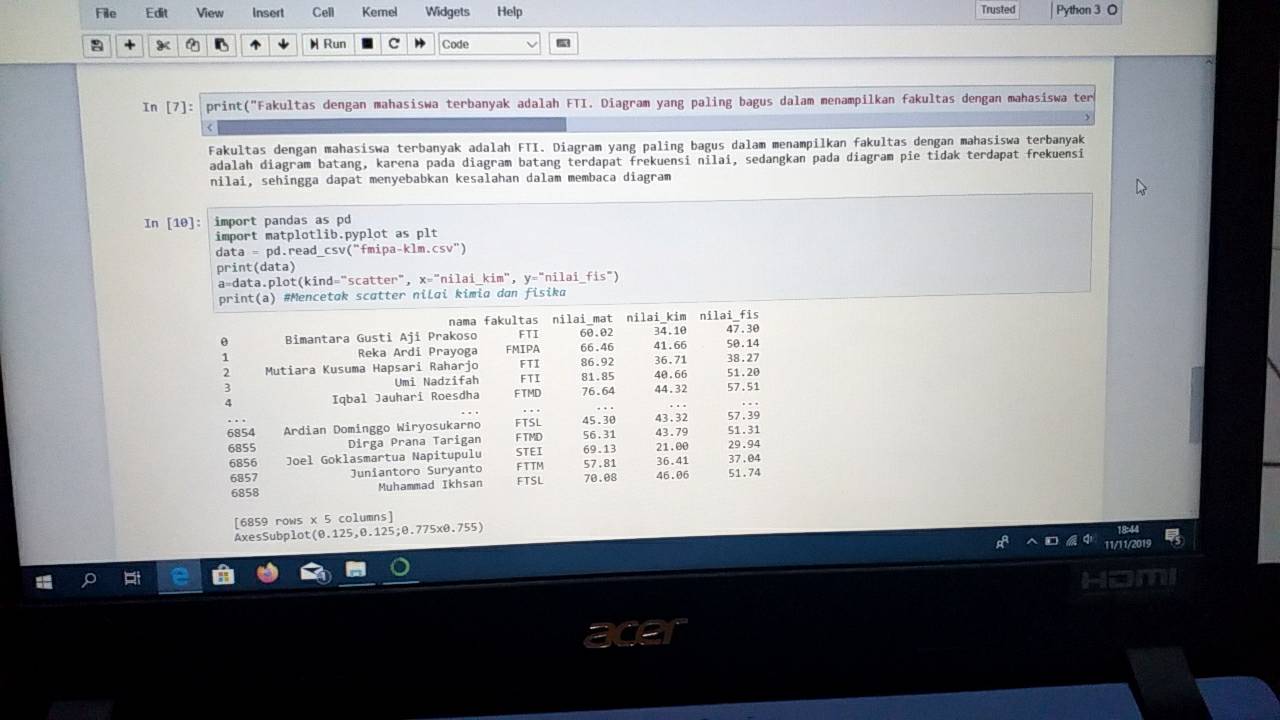 File Edit View Insert Cell Kernel Widgets Help Trusted Python 3
Run Code
In [7]: print("Fakultas dengan mahasiswa terbanyak adalah FTI. Diagram yang paling bagus dalam menampilkan fakultas dengan mahasiswa ter
Fakultas dengan mahasiswa terbanyak adalah FTI. Diagram yang paling bagus dalam menampilkan fakultas dengan mahasiswa terbanyak
adalah diagram batang, karena pada diagram batang terdapat frekuensi nilai, sedangkan pada diagram pie tidak terdapat frekuensi
nilai, sehingga dapat menyebabkan kesalahan dalam membaca diagram
In [10]: import pandas as pd
import matplotlib.pyplot as plt
data = pd.read_csv("fmipa-klm.csv")
print(data)
a=data.plot(kind="scatter", x="nilai_kim", y="nilai_fis")
print(a) #Mencetak scatter nilai kimia dan fisika
nama fakultas nilai_mat nilai_kim nilai_fis
0 Bimantara Gusti Aji Prakoso FTI 60.02 34.10 47.30
1 Reka Ardi Prayoga FMIPA 66.46 41.66 50.14
2 Mutiara Kusuma Hapsari Raharjo FTI 86.92 36.71 38.27
3 Umi Nadzifah FTI 81.85 40.66 51.20
4 Iqbal Jauhari Roesdha FTMD 76.64 44.32 57.51
... ... ... ... ... ...
6854 Ardian Dominggo Wiryosukarno FTSL 45.30 43.32 57.39
6855 Dirga Prana Tarigan FTMD 56.31 43.79 51.31
6856 Joel Goklasmartua Napitupulu STEI 69.13 21.00 29.94
6857 Juniantoro Suryanto FTTM 57.81 36.41 37.04
6858 Muhammad Ikhsan FTSL 70.08 46.06 51.74
[6859 rows x 5 columns]
AxesSubplot(0.125,0.125;0.775x0.755)
18:44
11/11/2019
5
1
HDMI
acer